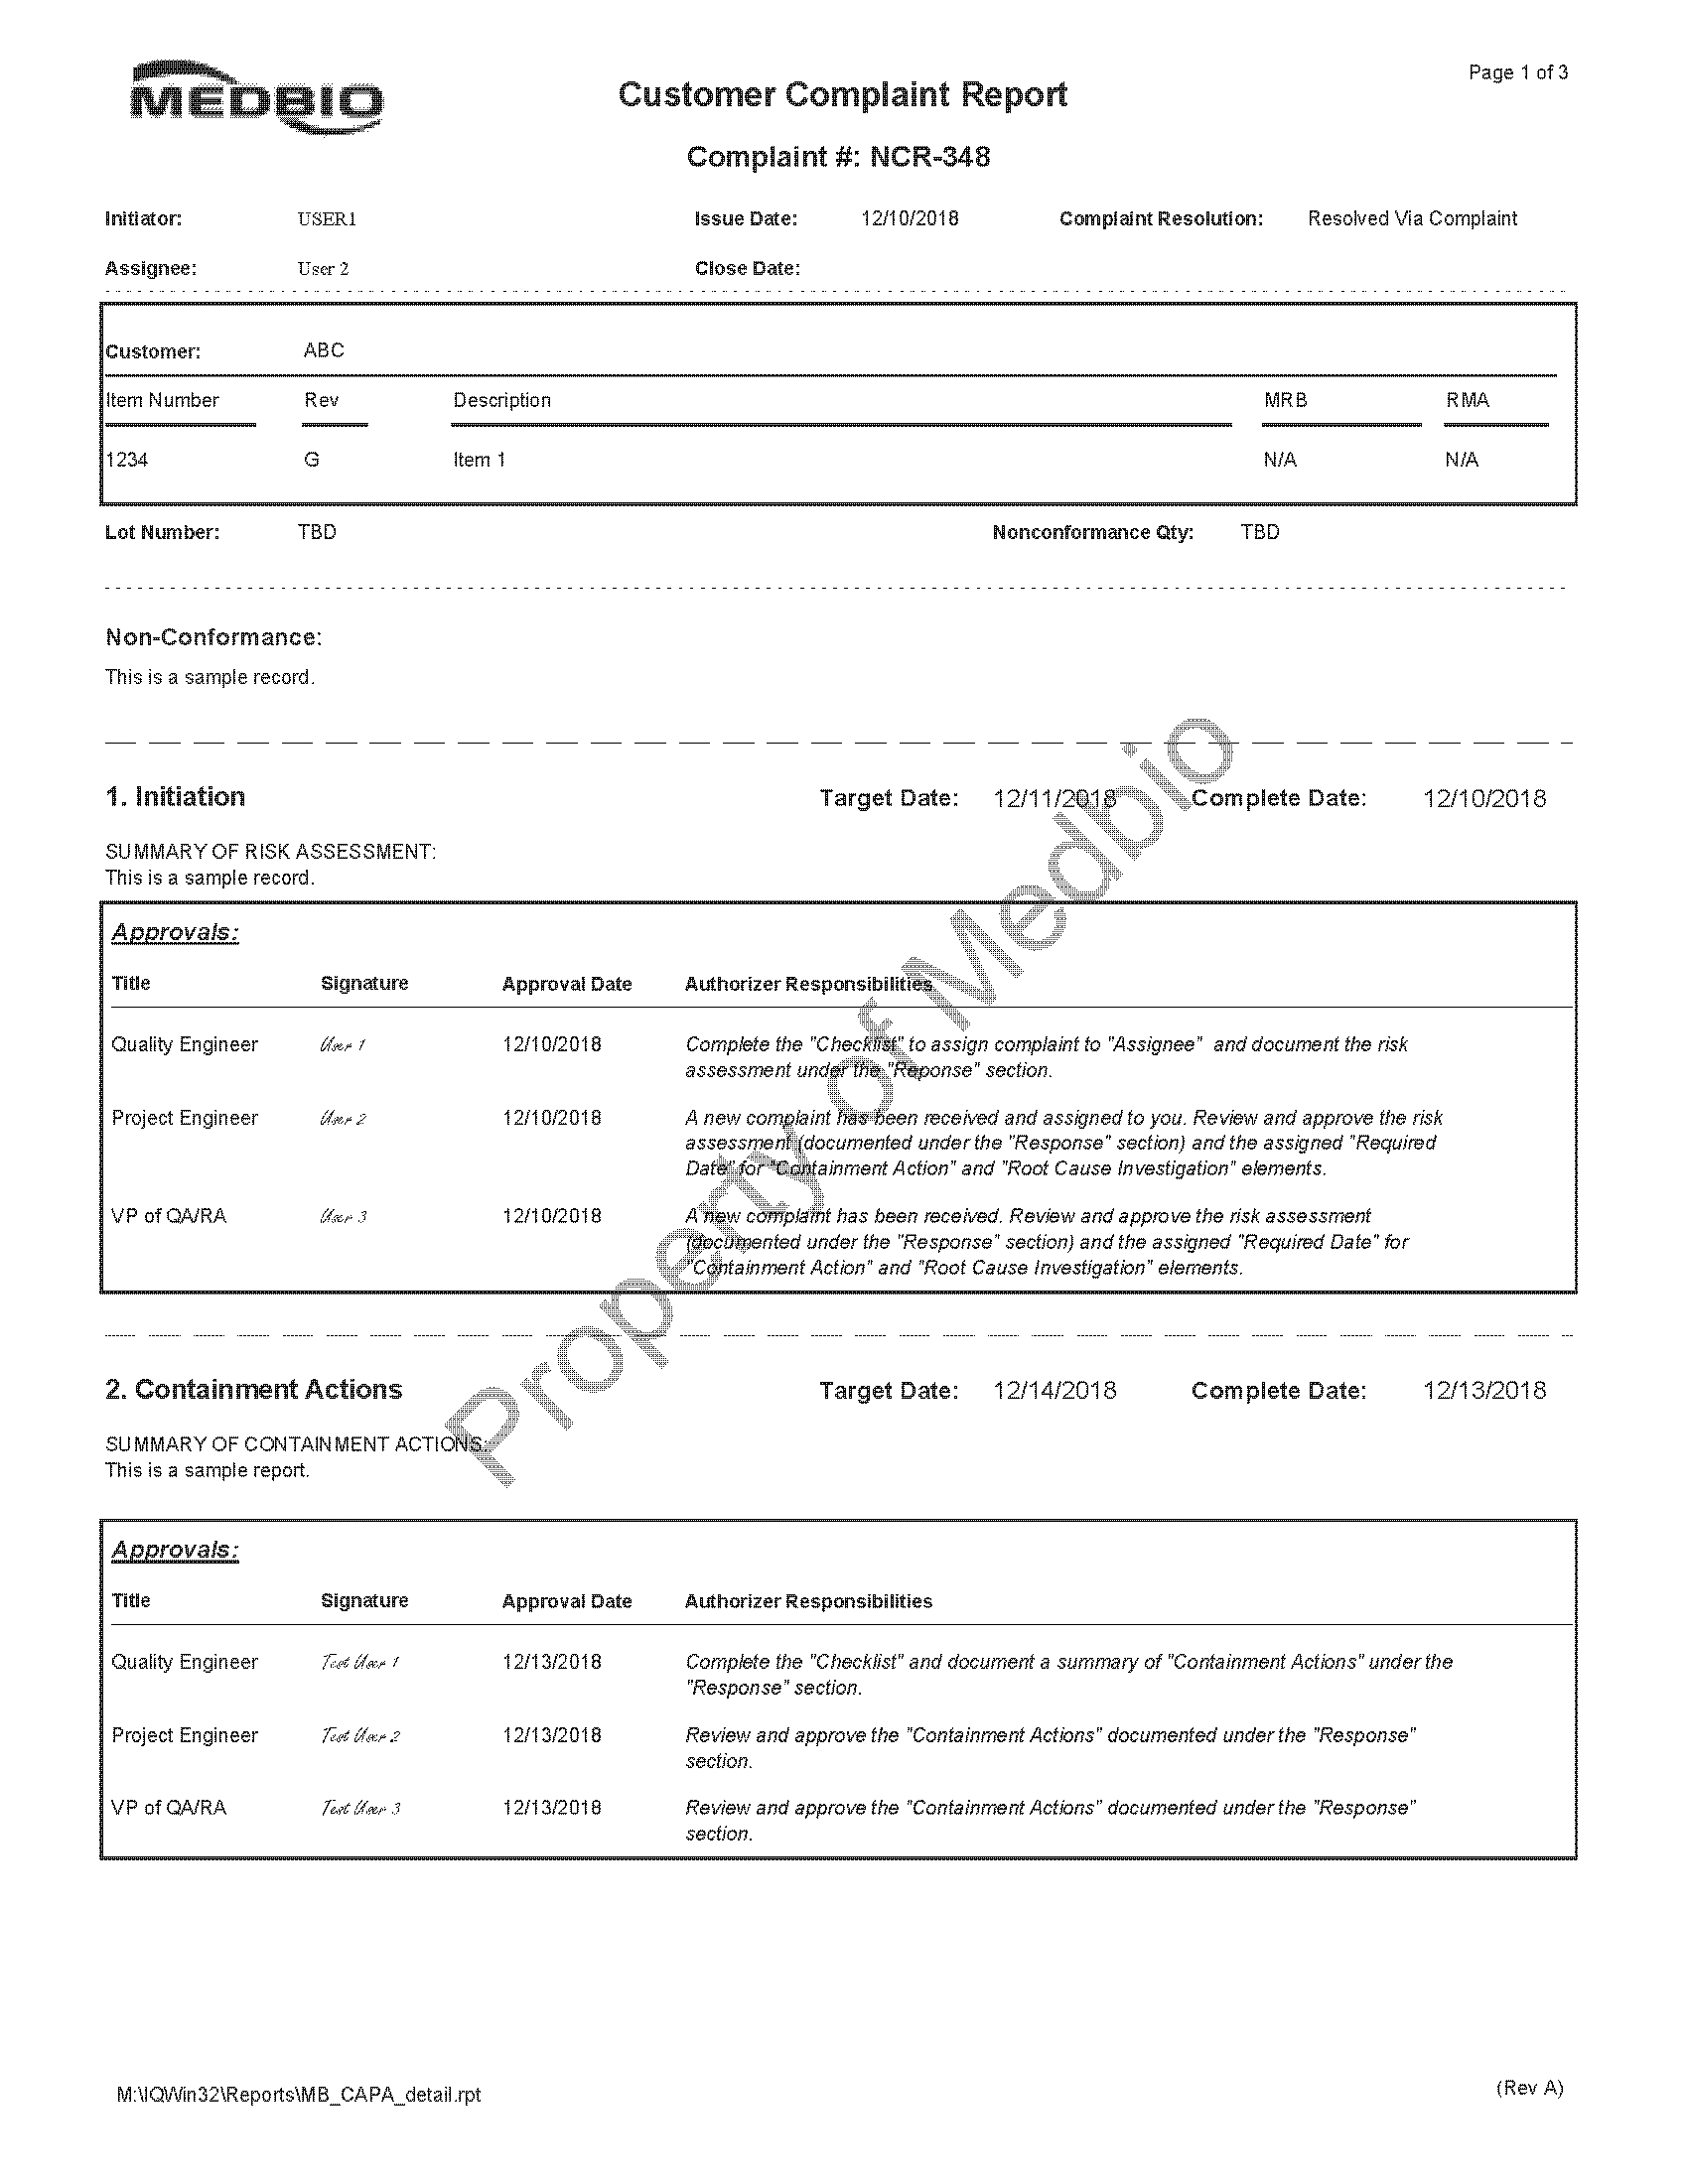 MEDBIO
Customer Complaint Report
Page 1 of 3
Complaint #: NCR-348
Initiator: USER1 Issue Date: 12/10/2018 Complaint Resolution: Resolved Via Complaint
Assignee: User 2 Close Date:
Customer: ABC
Item Number Rev Description MRB RMA
1234 G Item 1 N/A N/A
Lot Number: TBD Nonconformance Qty: TBD
Non-Conformance:
This is a sample record.
1. Initiation Target Date: 12/11/2018 Complete Date: 12/10/2018
SUMMARY OF RISK ASSESSMENT:
This is a sample record.
Approvals:
Title Signature Approval Date Authorizer Responsibilities
Quality Engineer User 1 12/10/2018 Complete the "Checklist" to assign complaint to "Assignee" and document the risk
assessment under the "Reponse" section.
Project Engineer User 2 12/10/2018 A new complaint has been received and assigned to you. Review and approve the risk
assessment (documented under the "Response" section) and the assigned "Required
Date" for "Containment Action" and "Root Cause Investigation" elements.
VP of QA/RA User 3 12/10/2018 A new complaint has been received. Review and approve the risk assessment
(documented under the "Response" section) and the assigned "Required Date" for
"Containment Action" and "Root Cause Investigation" elements.
2. Containment Actions Target Date: 12/14/2018 Complete Date: 12/13/2018
SUMMARY OF CONTAINMENT ACTIONS:
This is a sample report.
Approvals:
Title Signature Approval Date Authorizer Responsibilities
Quality Engineer Test User 1 12/13/2018 Complete the "Checklist" and document a summary of "Containment Actions" under the
"Response" section.
Project Engineer Test User 2 12/13/2018 Review and approve the "Containment Actions" documented under the "Response"
section.
VP of QA/RA Test User 3 12/13/2018 Review and approve the "Containment Actions" documented under the "Response"
section.
Property of Medbio
M:\IQWin32\Reports\MB_CAPA_detail.rpt (Rev A)